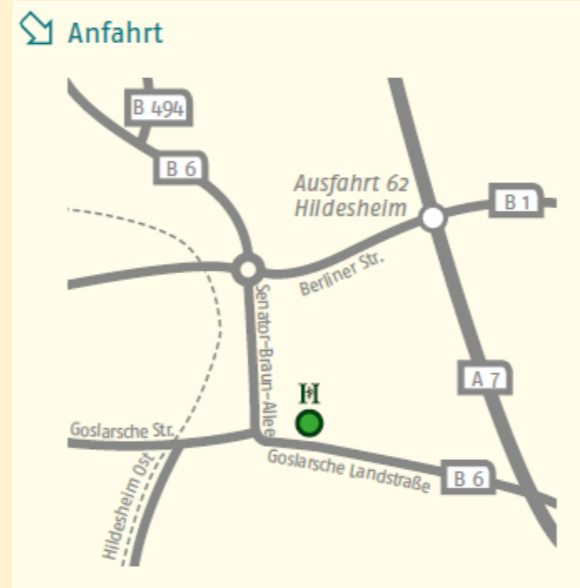 Anfahrt
B 494
B 6
Ausfahrt 62
Hildesheim
B 1
Berliner Str.
Senator-Braun-Allee
A 7
H
Goslarsche Str.
Goslarsche Landstraße
B 6
Hildesheim Ost